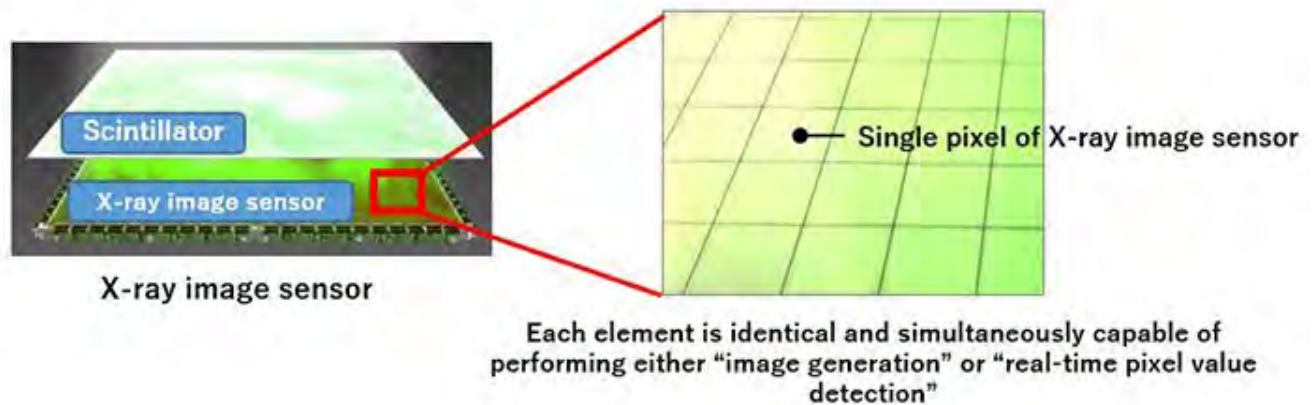 Scintillator
X-ray image sensor
Single pixel of X-ray image sensor
X-ray image sensor
Each element is identical and simultaneously capable of
performing either “image generation” or “real-time pixel value
detection”